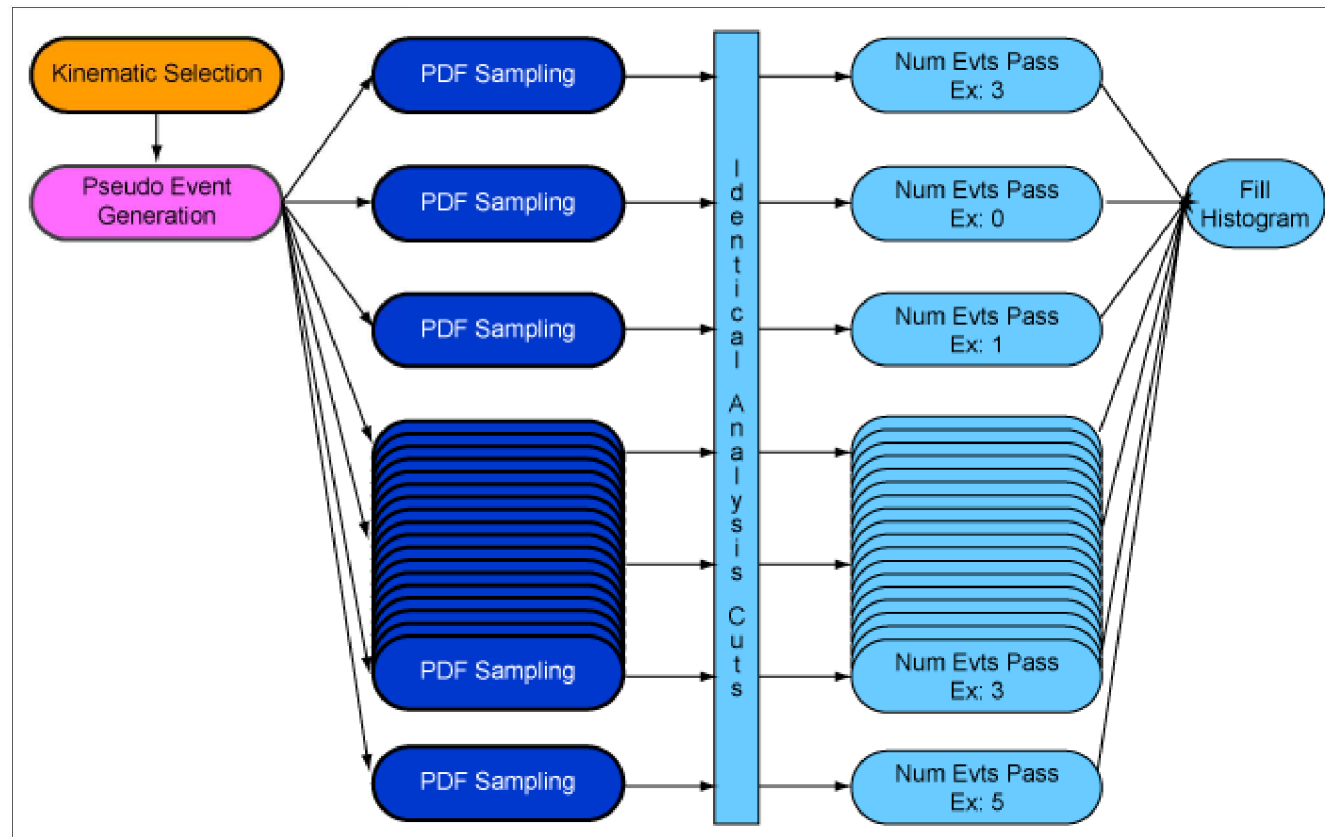 Kinematic Selection
Pseudo Event
Generation
PDF Sampling
PDF Sampling
PDF Sampling
PDF Sampling
PDF Sampling
Identical Analysis Cuts
Num Evts Pass
Ex: 3
Num Evts Pass
Ex: 0
Num Evts Pass
Ex: 1
Num Evts Pass
Ex: 3
Num Evts Pass
Ex: 5
Fill
Histogram